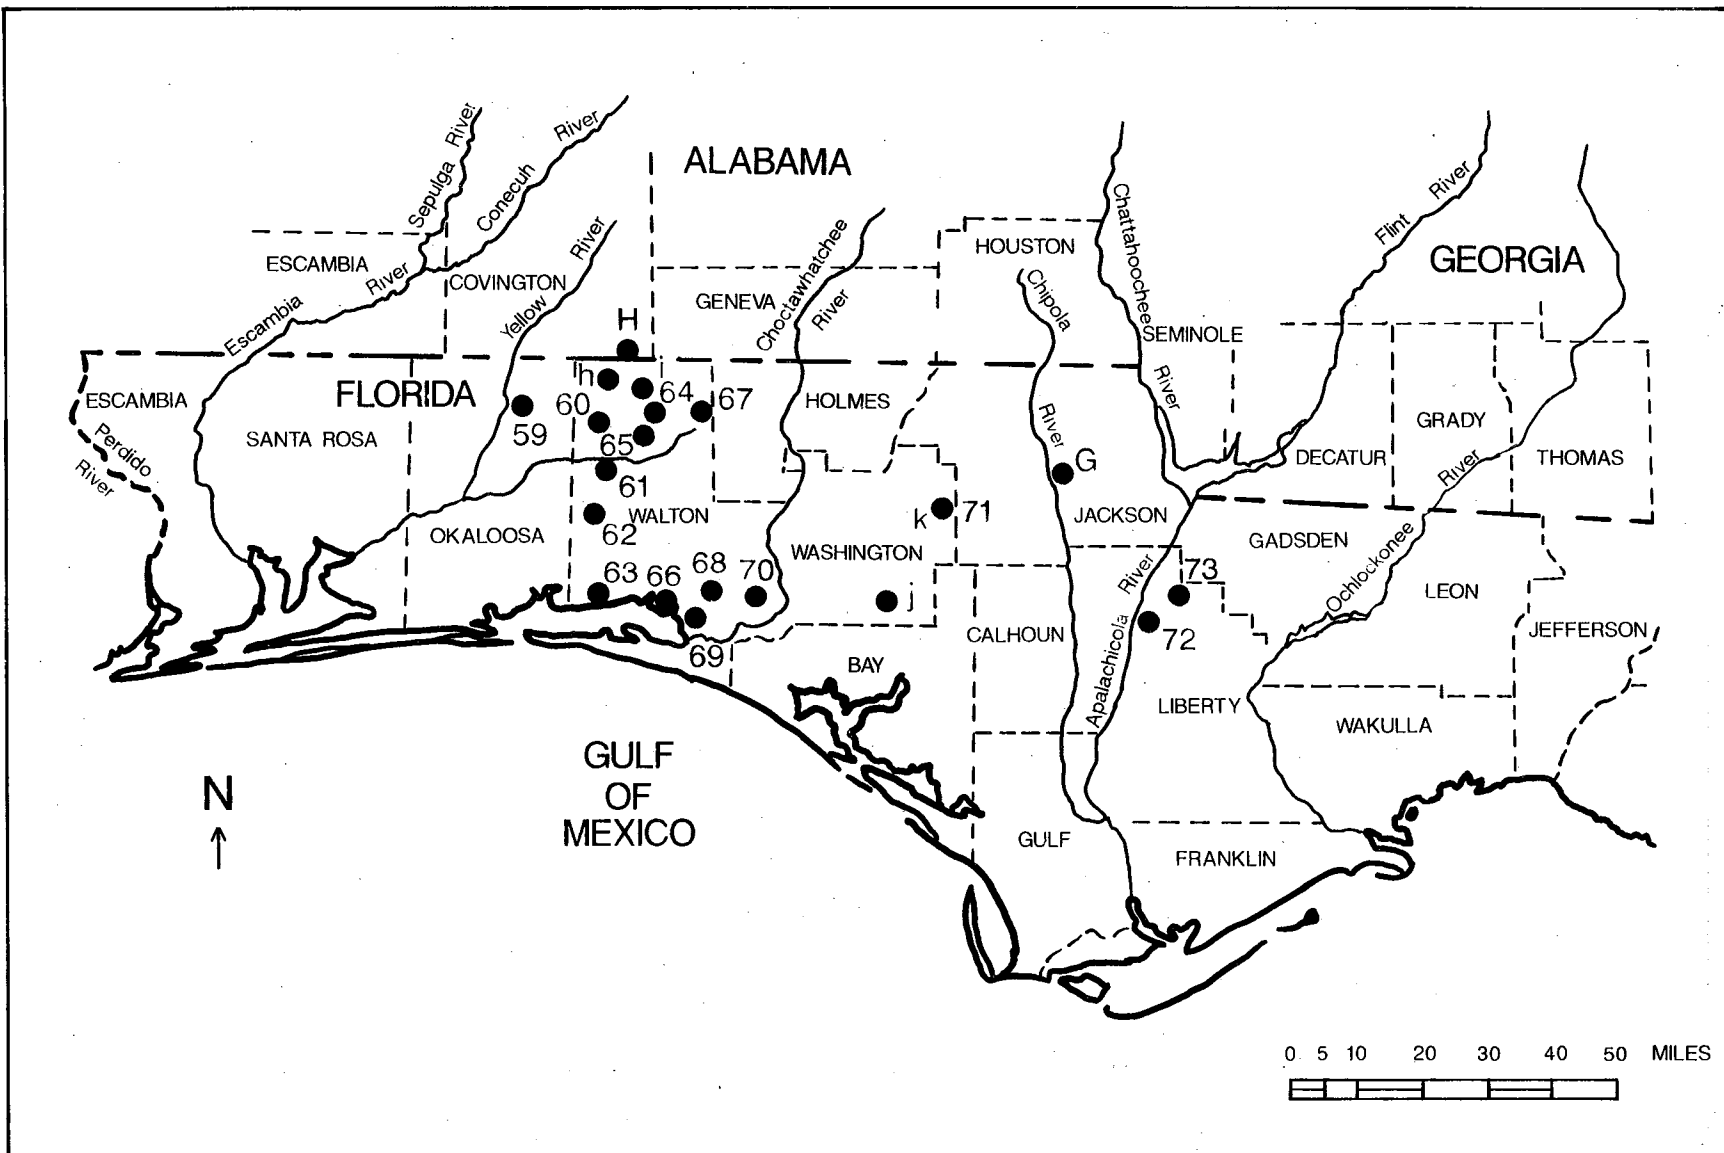 ALABAMA
GEORGIA
FLORIDA
Sepulga River
Conecuh River
Escambia River
Yellow River
Choctawhatchee River
Chipola River
Chattahoochee River
Flint River
Ochlockonee River
Apalachicola River
Perdido River
ESCAMBIA
COVINGTON
GENEVA
HOUSTON
SEMINOLE
DECATUR
GRADY
THOMAS
ESCAMBIA
SANTA ROSA
OKALOOSA
WALTON
HOLMES
WASHINGTON
JACKSON
GADSDEN
LEON
JEFFERSON
CALHOUN
BAY
LIBERTY
WAKULLA
GULF
FRANKLIN
H
h
i
59
60
64
67
65
61
62
63
66
68
70
69
j
k
71
G
73
72
GULF
OF
MEXICO
N
0 5 10 20 30 40 50 MILES